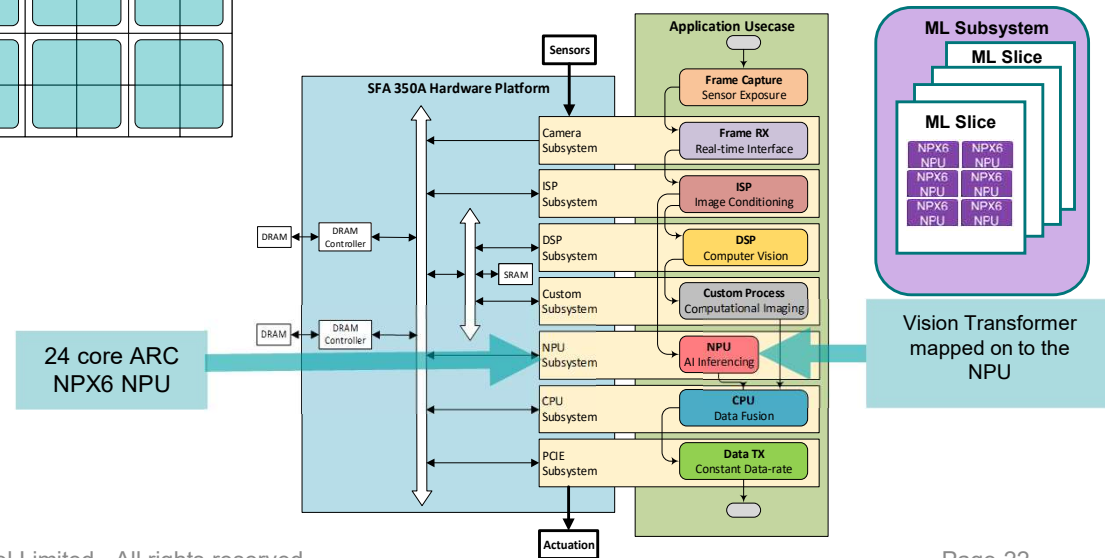 Application Usecase
Sensors
SFA 350A Hardware Platform
Frame Capture
Sensor Exposure
Camera
Subsystem
Frame RX
Real-time Interface
ISP
Subsystem
ISP
Image Conditioning
DRAM
DRAM
Controller
DSP
Subsystem
DSP
Computer Vision
SRAM
Custom
Subsystem
Custom Process
Computational Imaging
DRAM
DRAM
Controller
NPU
Subsystem
NPU
AI Inferencing
CPU
Subsystem
CPU
Data Fusion
PCIE
Subsystem
Data TX
Constant Data-rate
Actuation
24 core ARC
NPX6 NPU
ML Subsystem
ML Slice
ML Slice
NPX6
NPU
NPX6
NPU
NPX6
NPU
NPX6
NPU
NPX6
NPU
NPX6
NPU
Vision Transformer
mapped on to the
NPU
Limited - All rights reserved
Page 22